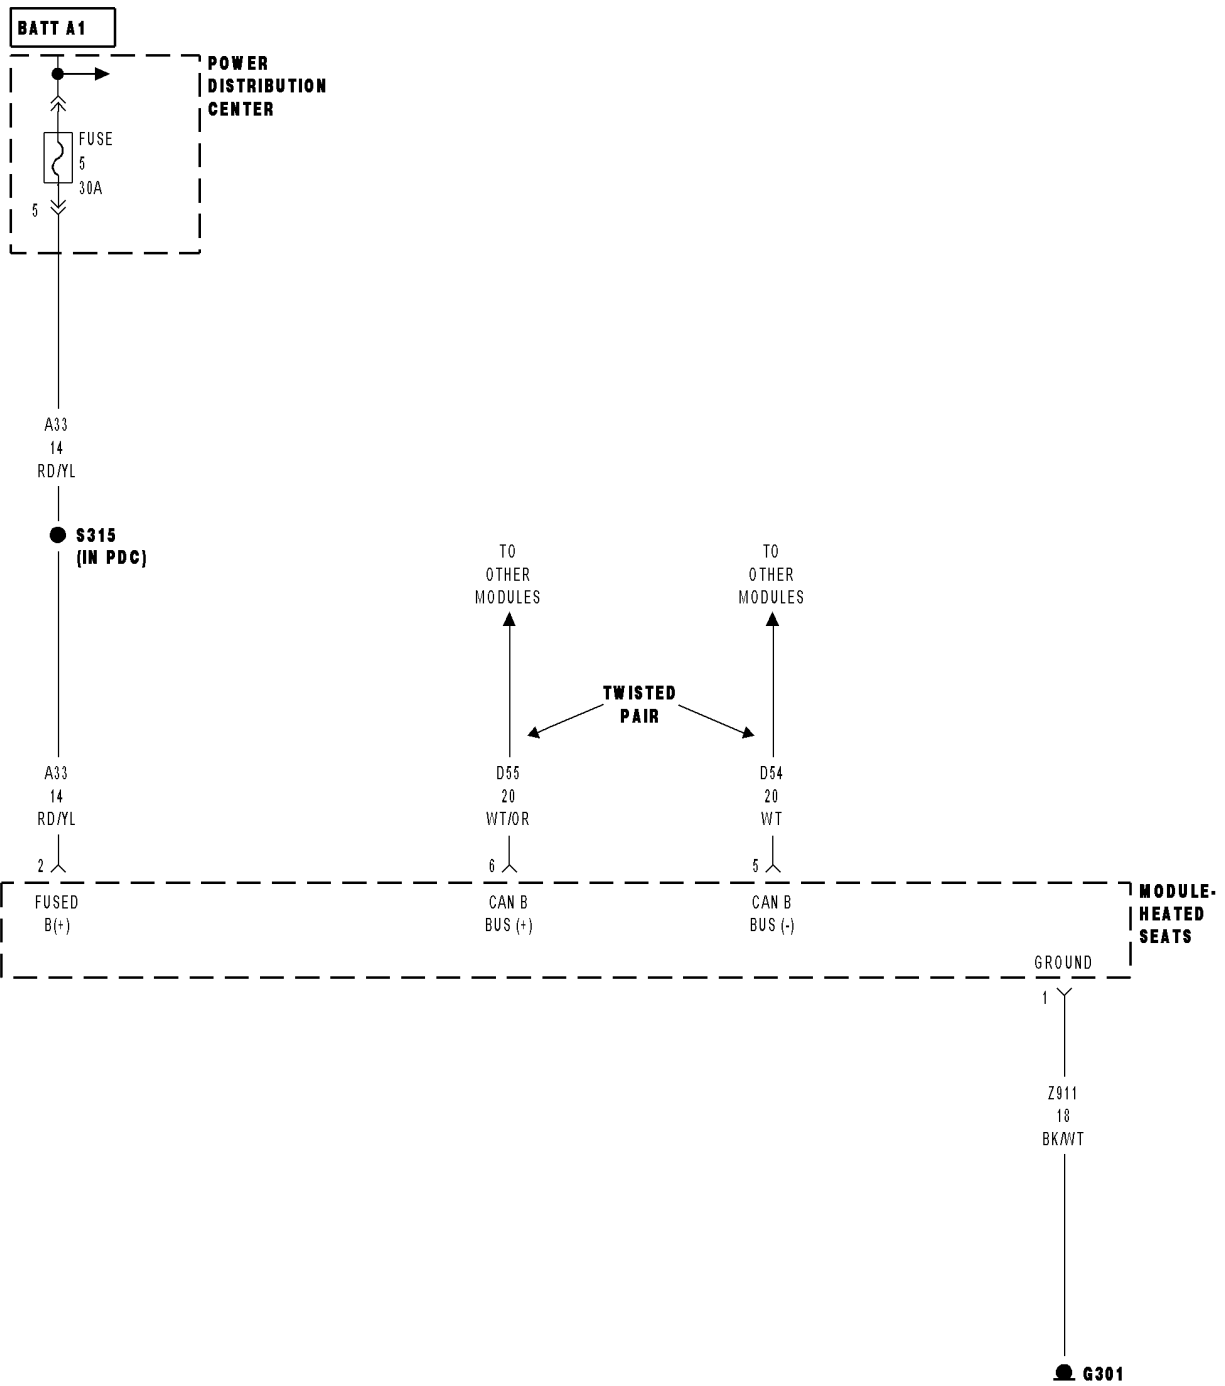 BATT A1
POWER
DISTRIBUTION
CENTER
FUSE
5
30A
5
A33
14
RD/YL
S315
(IN PDC)
TO
OTHER
MODULES
TO
OTHER
MODULES
TWISTED
PAIR
A33
14
RD/YL
D55
20
WT/OR
D54
20
WT
2
6
5
FUSED
B(+)
CAN B
BUS (+)
CAN B
BUS (-)
MODULE-
HEATED
SEATS
GROUND
1
Z911
18
BK/WT
G301